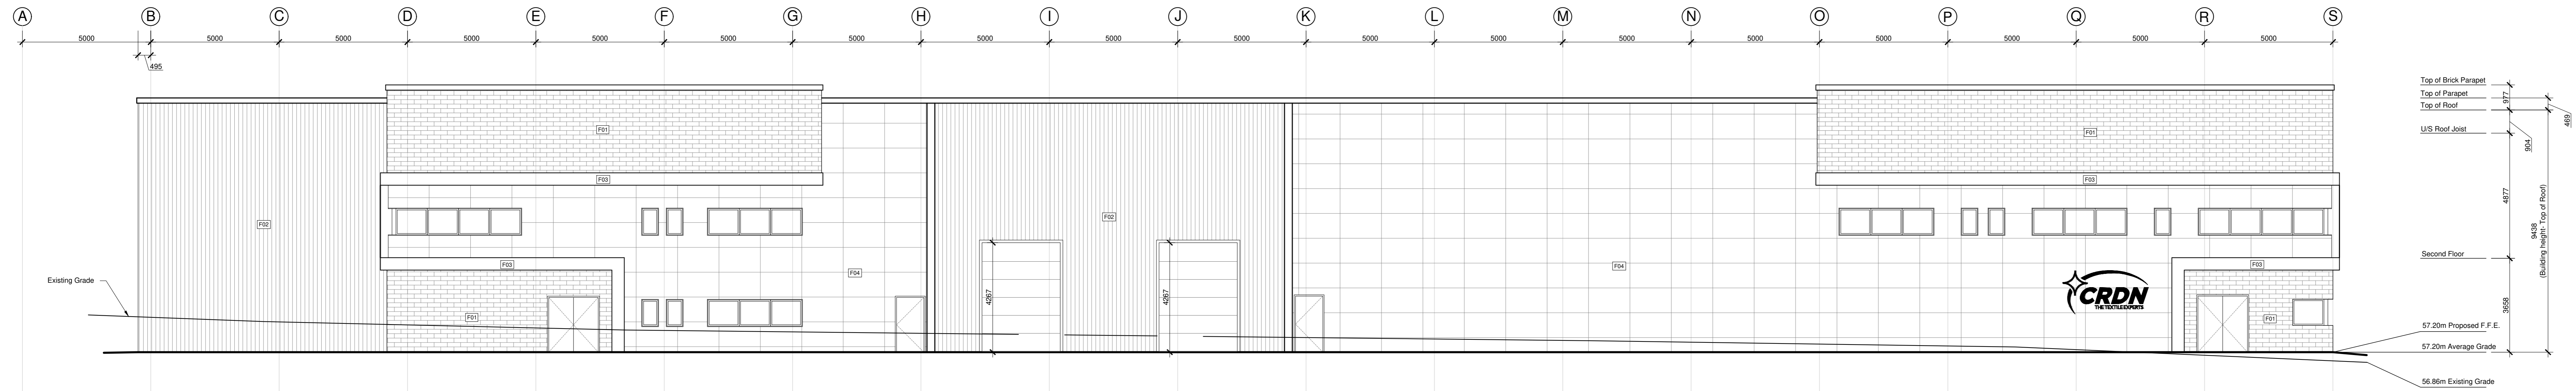 A B C D E F G H I J K L M N O P Q R S
5000 5000 5000 5000 5000 5000 5000 5000 5000 5000 5000 5000 5000 5000 5000 5000 5000 5000
495
Top of Brick Parapet
Top of Parapet
Top of Roof
U/S Roof Joist
977
469
904
4877
9438
(Building height- Top of Roof)
Second Floor
3658
57.20m Proposed F.F.E.
57.20m Average Grade
56.86m Existing Grade
Existing Grade
F02
F01
F03
F03
F01
F04
F02
4267
4267
F04
F01
F03
F03
F01
CRDN
THE TEXTILE EXPERTS